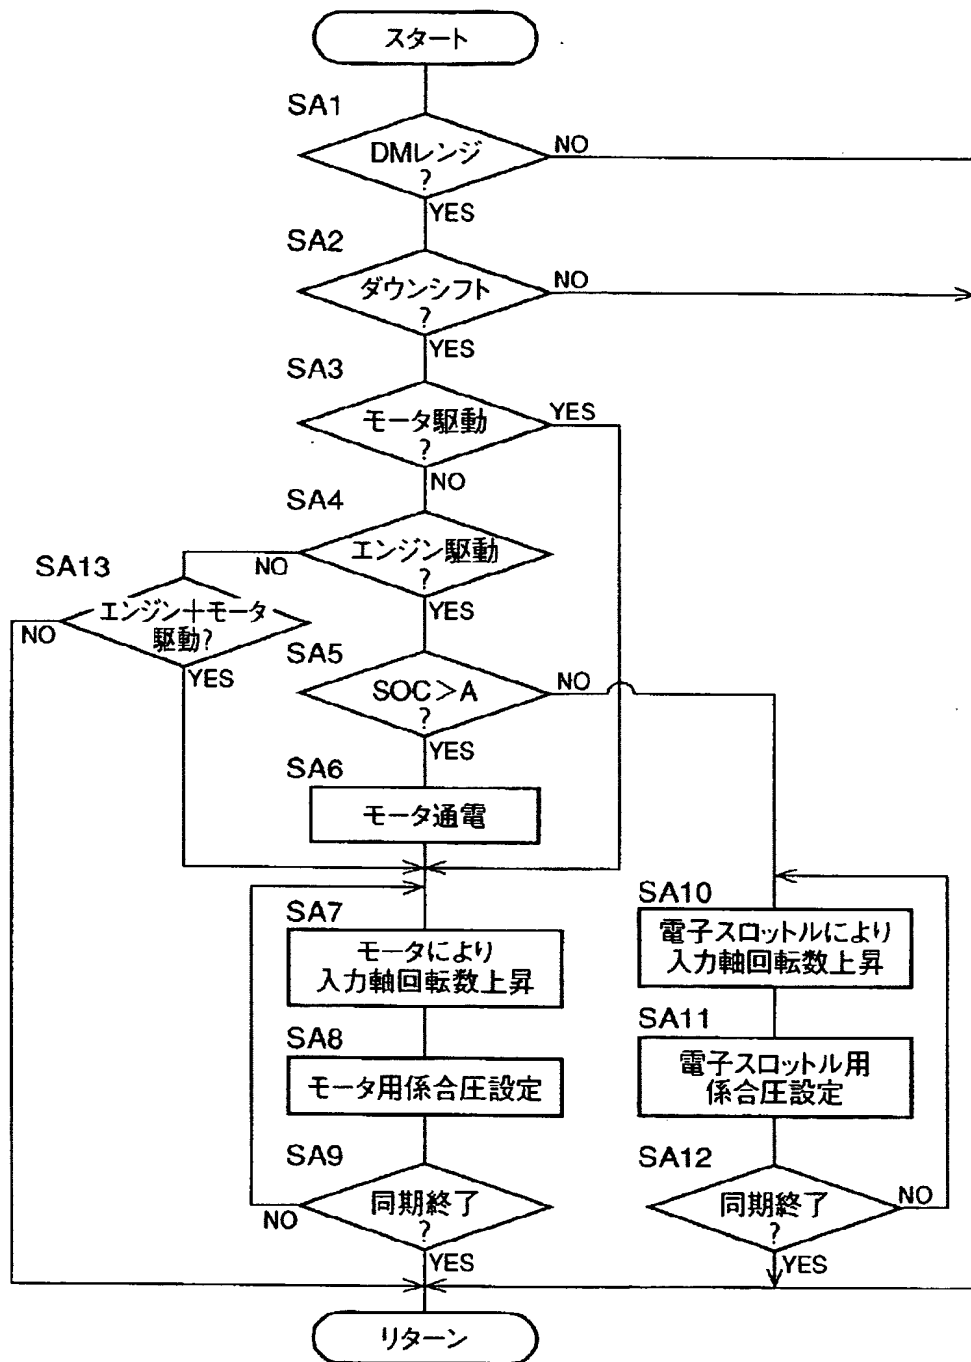 スタート
SA1
DMレンジ
?
NO
YES
SA2
ダウンシフト
?
NO
YES
SA3
モータ駆動
?
YES
NO
SA4
エンジン駆動
?
NO
YES
SA13
エンジン+モータ
駆動?
NO
YES
SA5
SOC>A
?
NO
YES
SA6
モータ通電
SA7
モータにより
入力軸回転数上昇
SA8
モータ用係合圧設定
SA9
同期終了
?
NO
YES
SA10
電子スロットルにより
入力軸回転数上昇
SA11
電子スロットル用
係合圧設定
SA12
同期終了
?
NO
YES
リターン